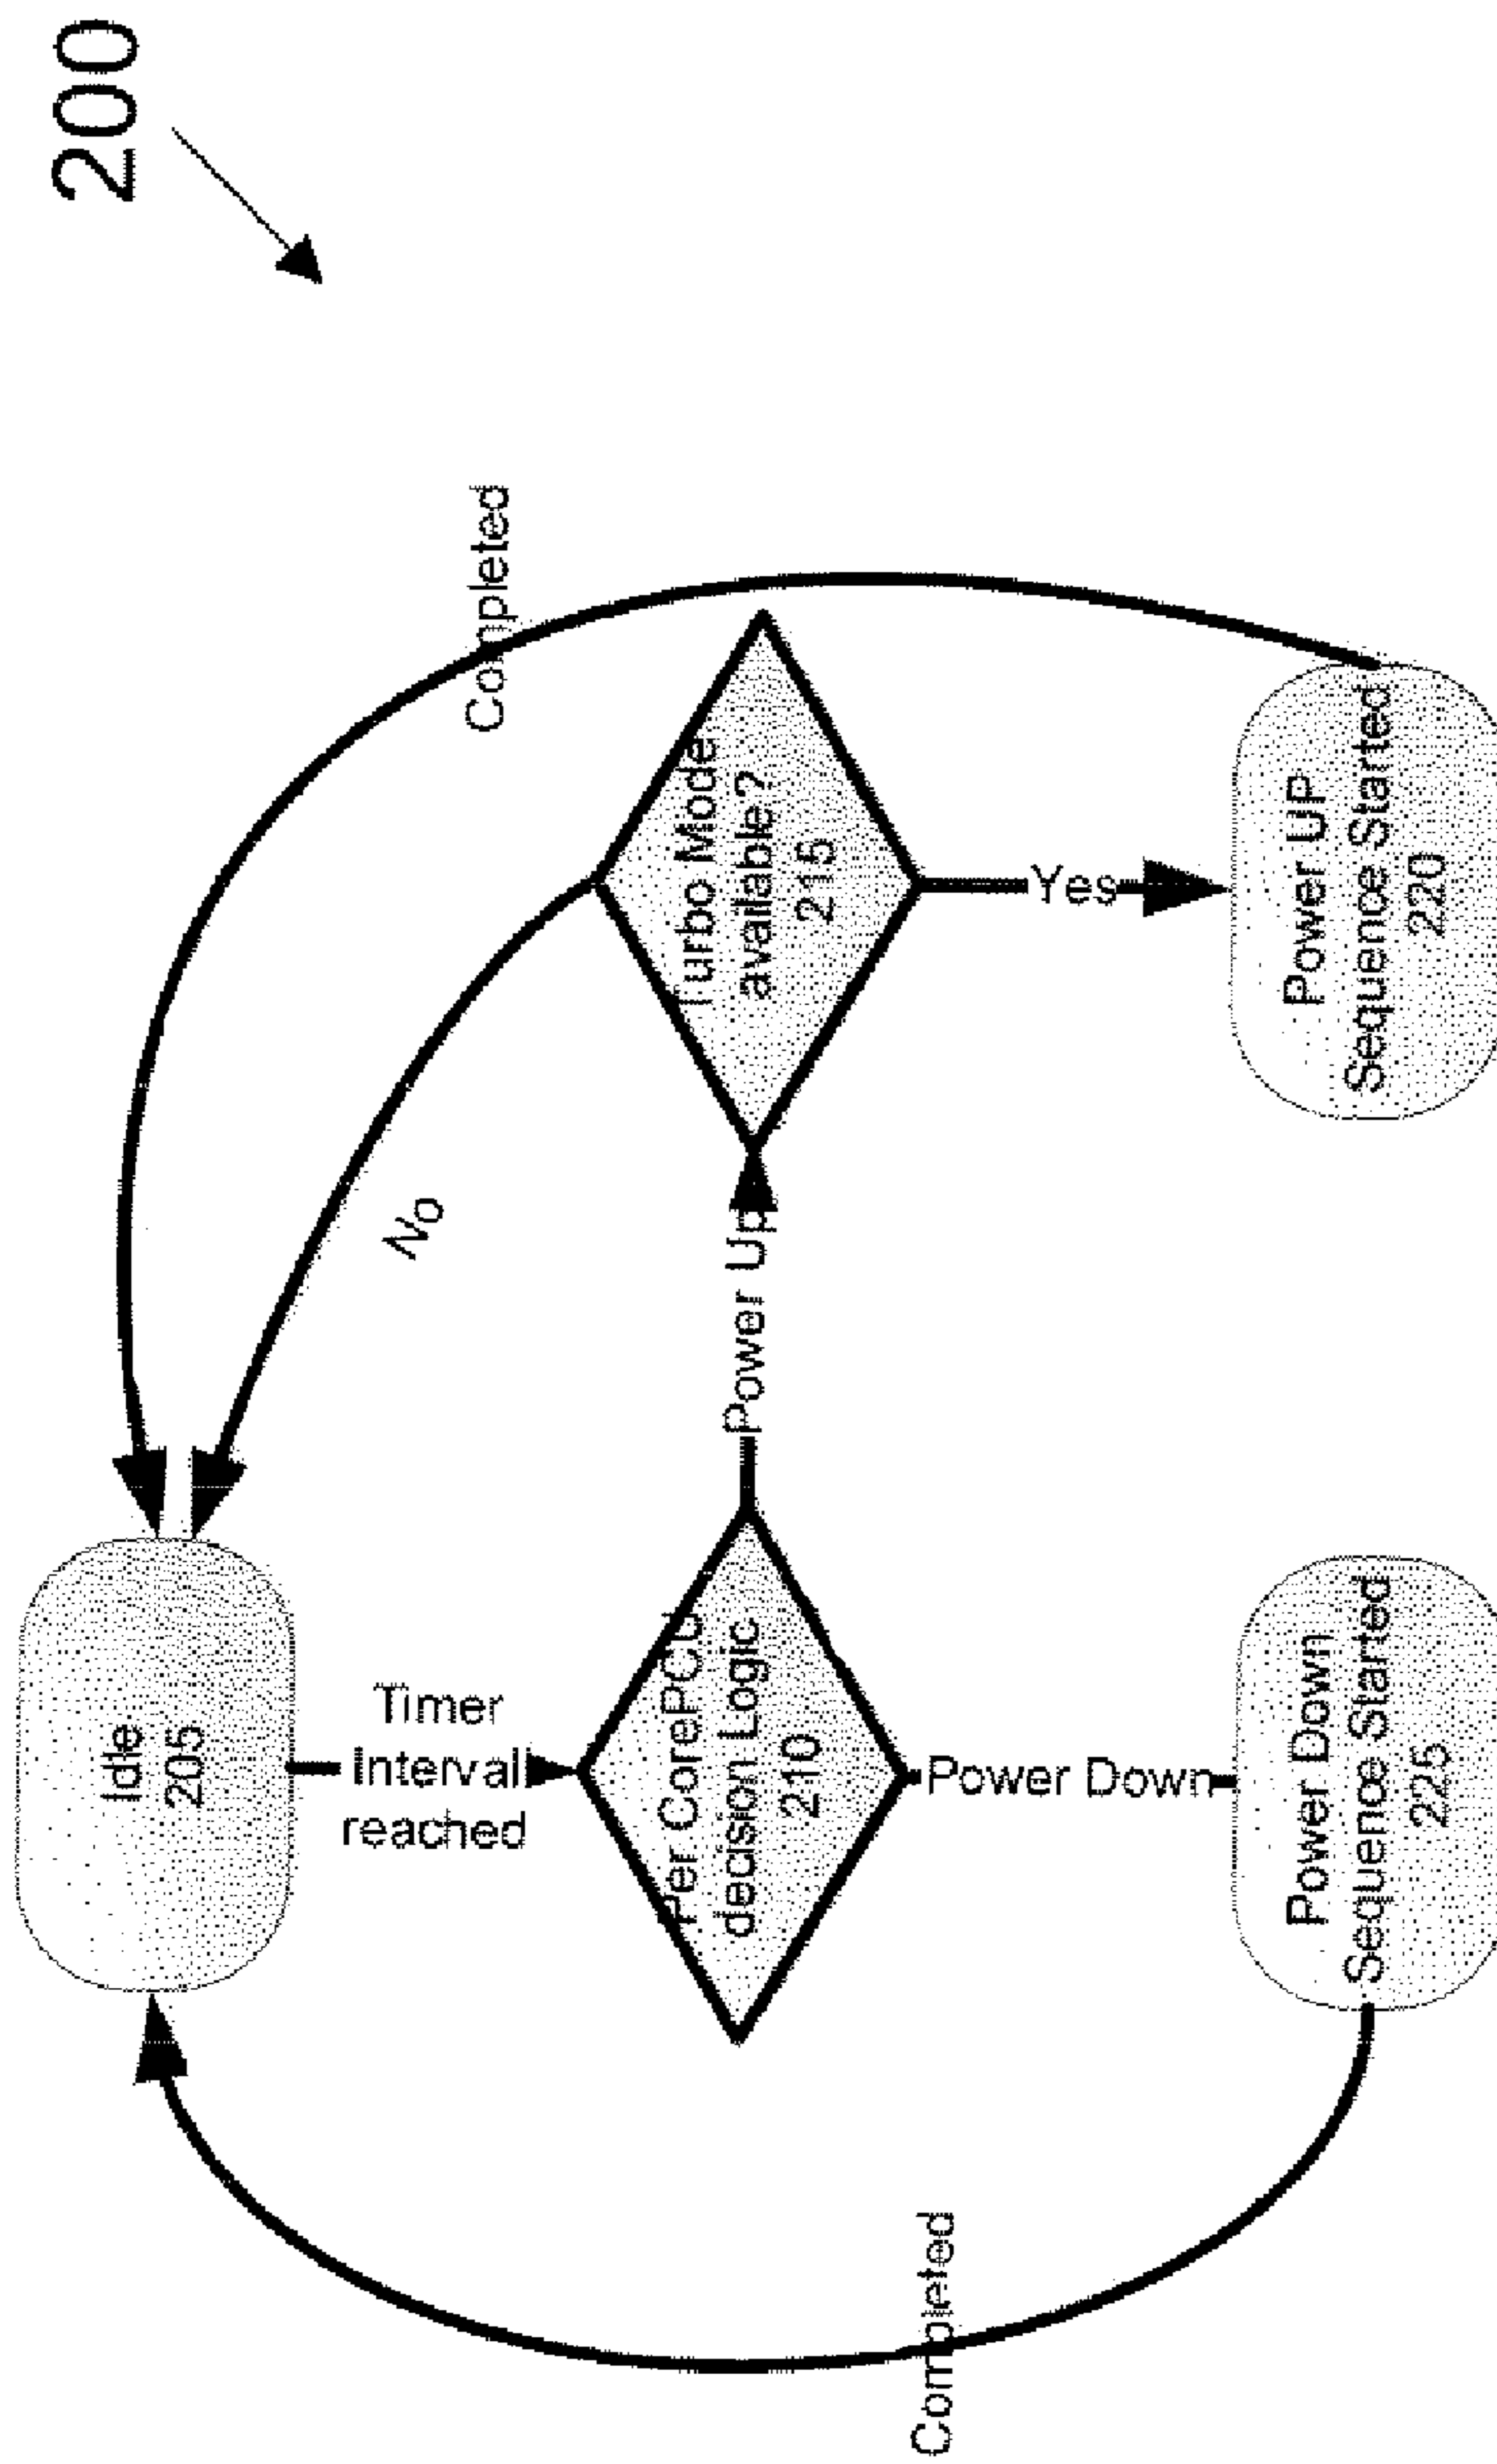 200
Idle
205
Timer
Interval
reached
Per CorePCU
decision Logic
210
Power Up
Turbo Mode
available?
215
No
Completed
Yes
Power UP
Sequence Started
220
Power Down
Power Down
Sequence Started
225
Completed